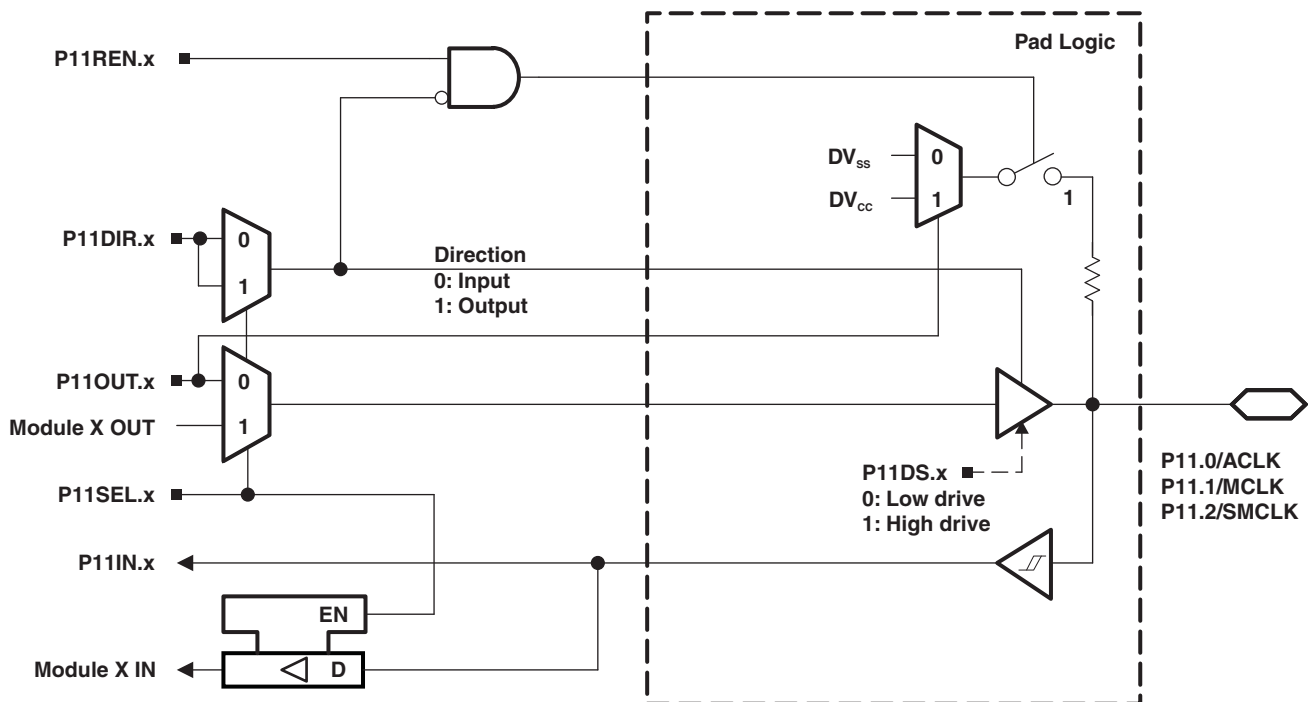 Pad Logic
P11REN.x
DVSS
0
DVCC
1
1
P11DIR.x
0
1
Direction
0: Input
1: Output
P11OUT.x
0
Module X OUT
1
P11SEL.x
P11DS.x
0: Low drive
1: High drive
P11.0/ACLK
P11.1/MCLK
P11.2/SMCLK
P11IN.x
EN
Module X IN
D